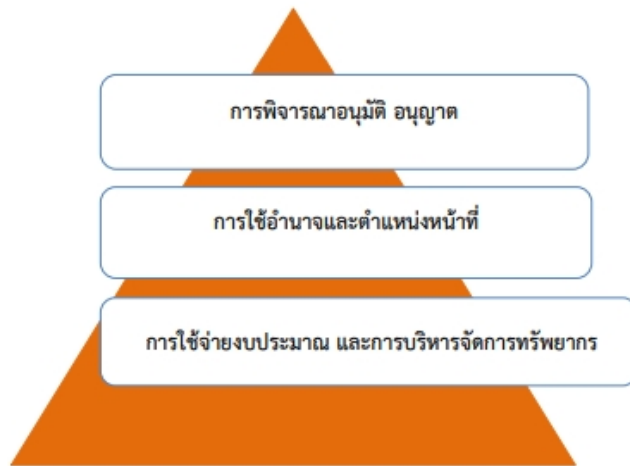 การพิจารณาอนุมัติ อนุญาต
การใช้อำนาจและตำแหน่งหน้าที่
การใช้จ่ายงบประมาณ และการบริหารจัดการทรัพยากร